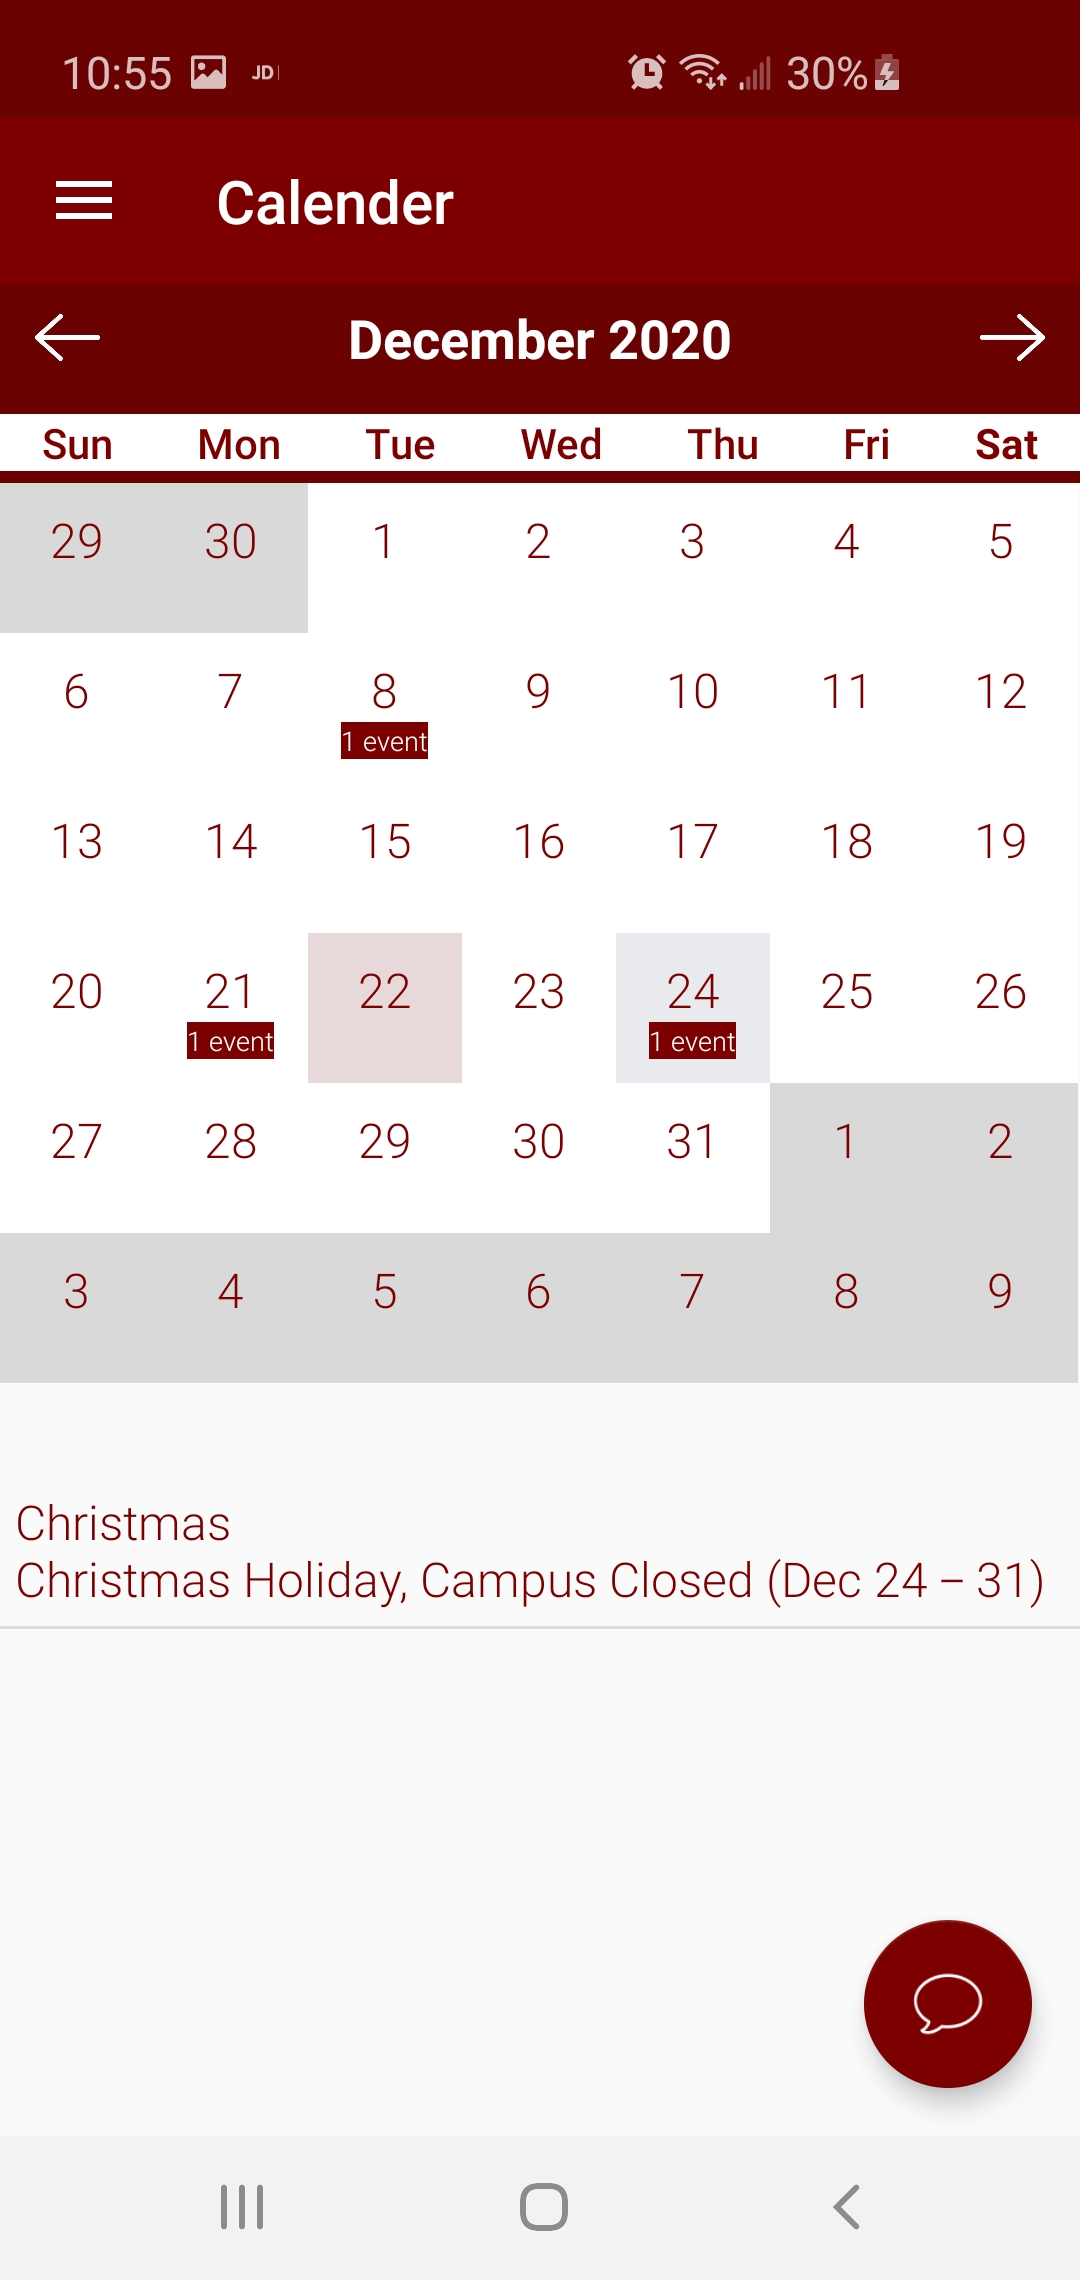 10:55 JD 30%
Calender
December 2020
Sun Mon Tue Wed Thu Fri Sat
29 30 1 2 3 4 5
6 7 8 9 10 11 12
1 event
13 14 15 16 17 18 19
20 21 22 23 24 25 26
1 event 1 event
27 28 29 30 31 1 2
3 4 5 6 7 8 9
Christmas
Christmas Holiday, Campus Closed (Dec 24 – 31)